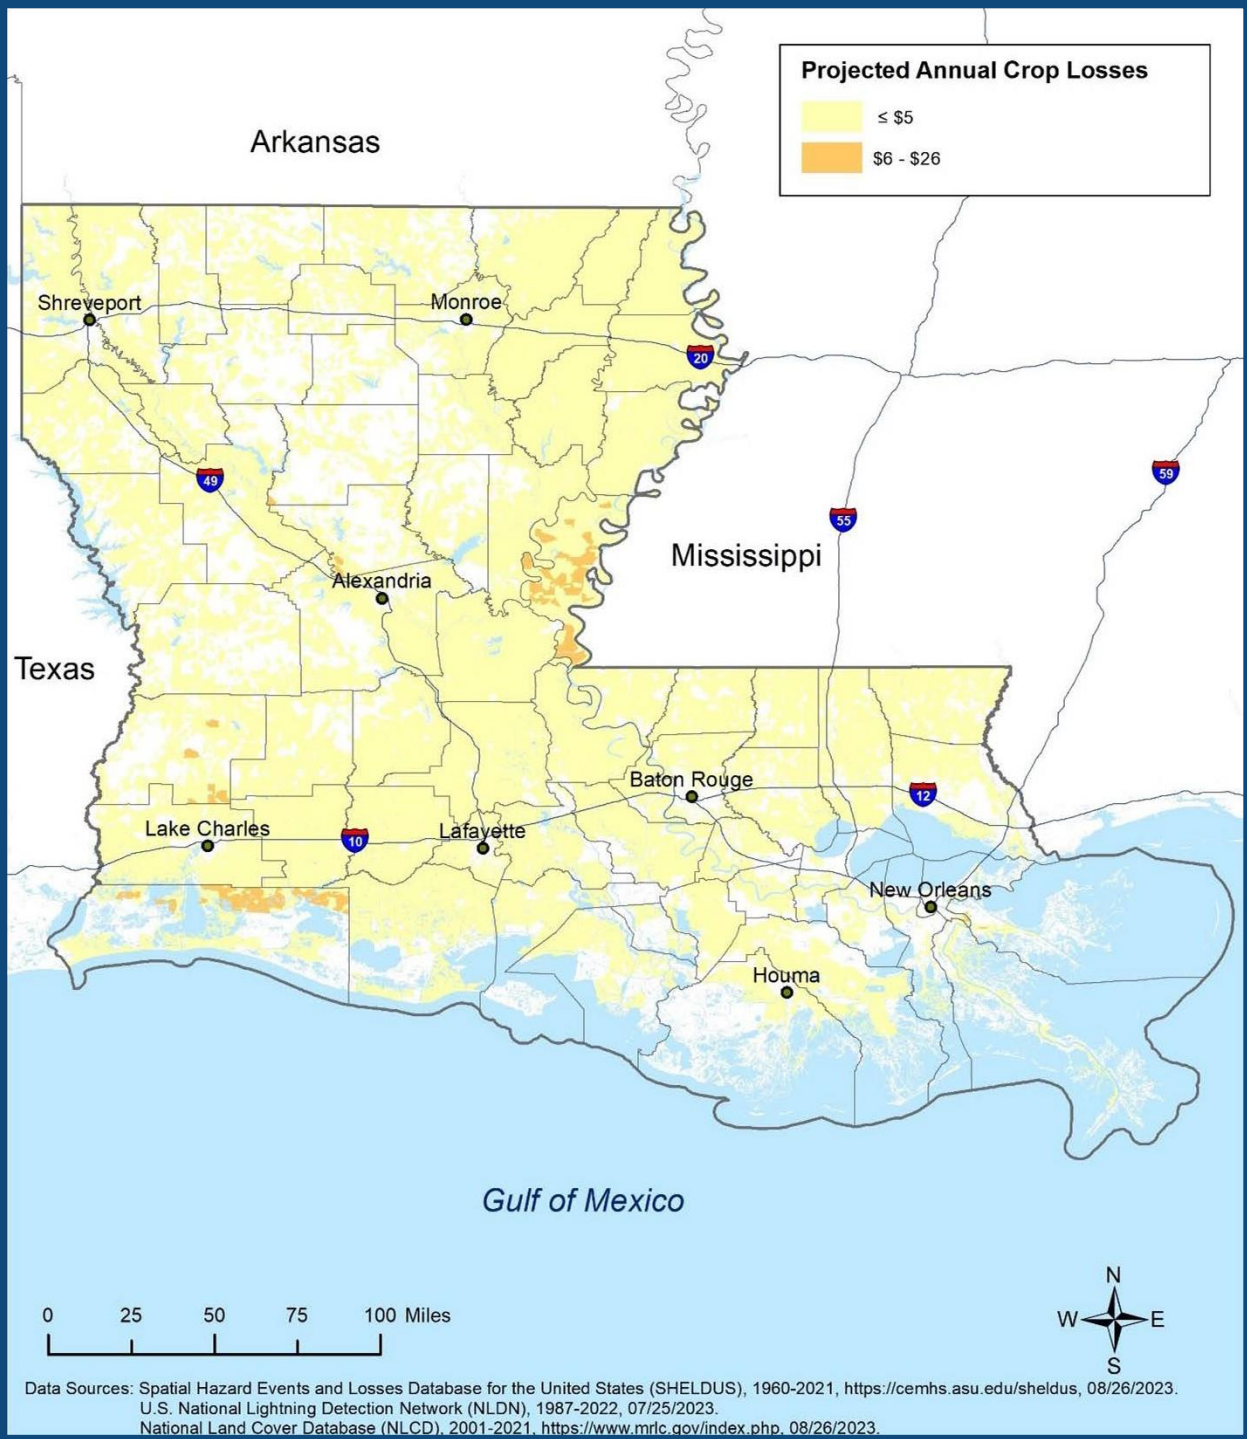 Projected Annual Crop Losses
≤ $5
$6 - $26
Arkansas
Shreveport
Monroe
20
49
59
55
Mississippi
Alexandria
Texas
Baton Rouge
12
Lake Charles
10
Lafayette
New Orleans
Houma
Gulf of Mexico
N
W E
S
0 25 50 75 100 Miles
Data Sources: Spatial Hazard Events and Losses Database for the United States (SHELDUS), 1960-2021, https://cemhs.asu.edu/sheldus, 08/26/2023.
U.S. National Lightning Detection Network (NLDN), 1987-2022, 07/25/2023.
National Land Cover Database (NLCD), 2001-2021, https://www.mrlc.gov/index.php, 08/26/2023.